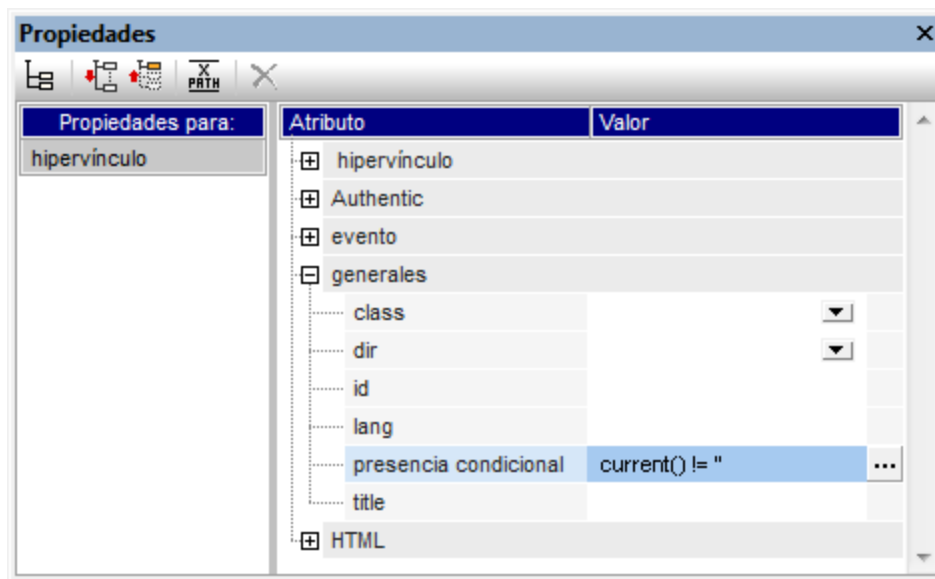 Propiedades
X
PATH
Propiedades para:
Atributo Valor
hipervínculo
hipervínculo
Authentic
evento
generales
class
dir
id
lang
presencia condicional current() != '' ...
title
HTML